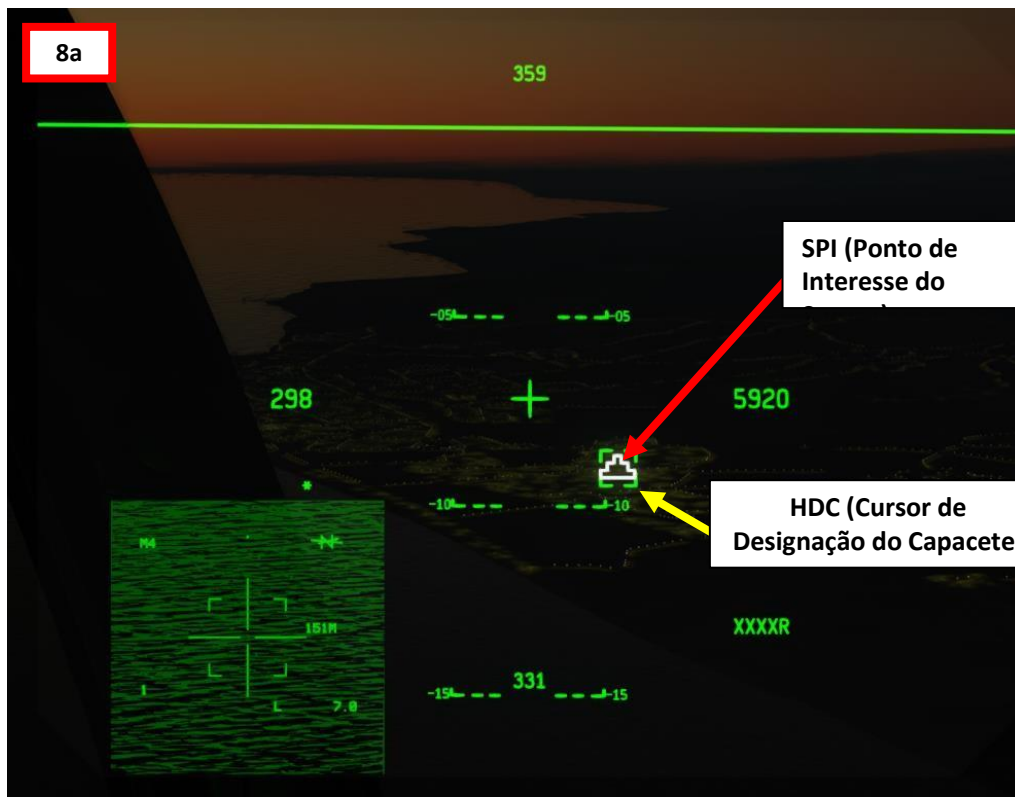 8a
359
SPI (Ponto de
Interesse do
-05 -05
298 5920
-10 -10
HDC (Cursor de
Designação do Capacete
M4 N
151M
XXXXR
1
L 7.0
331
-15 -15